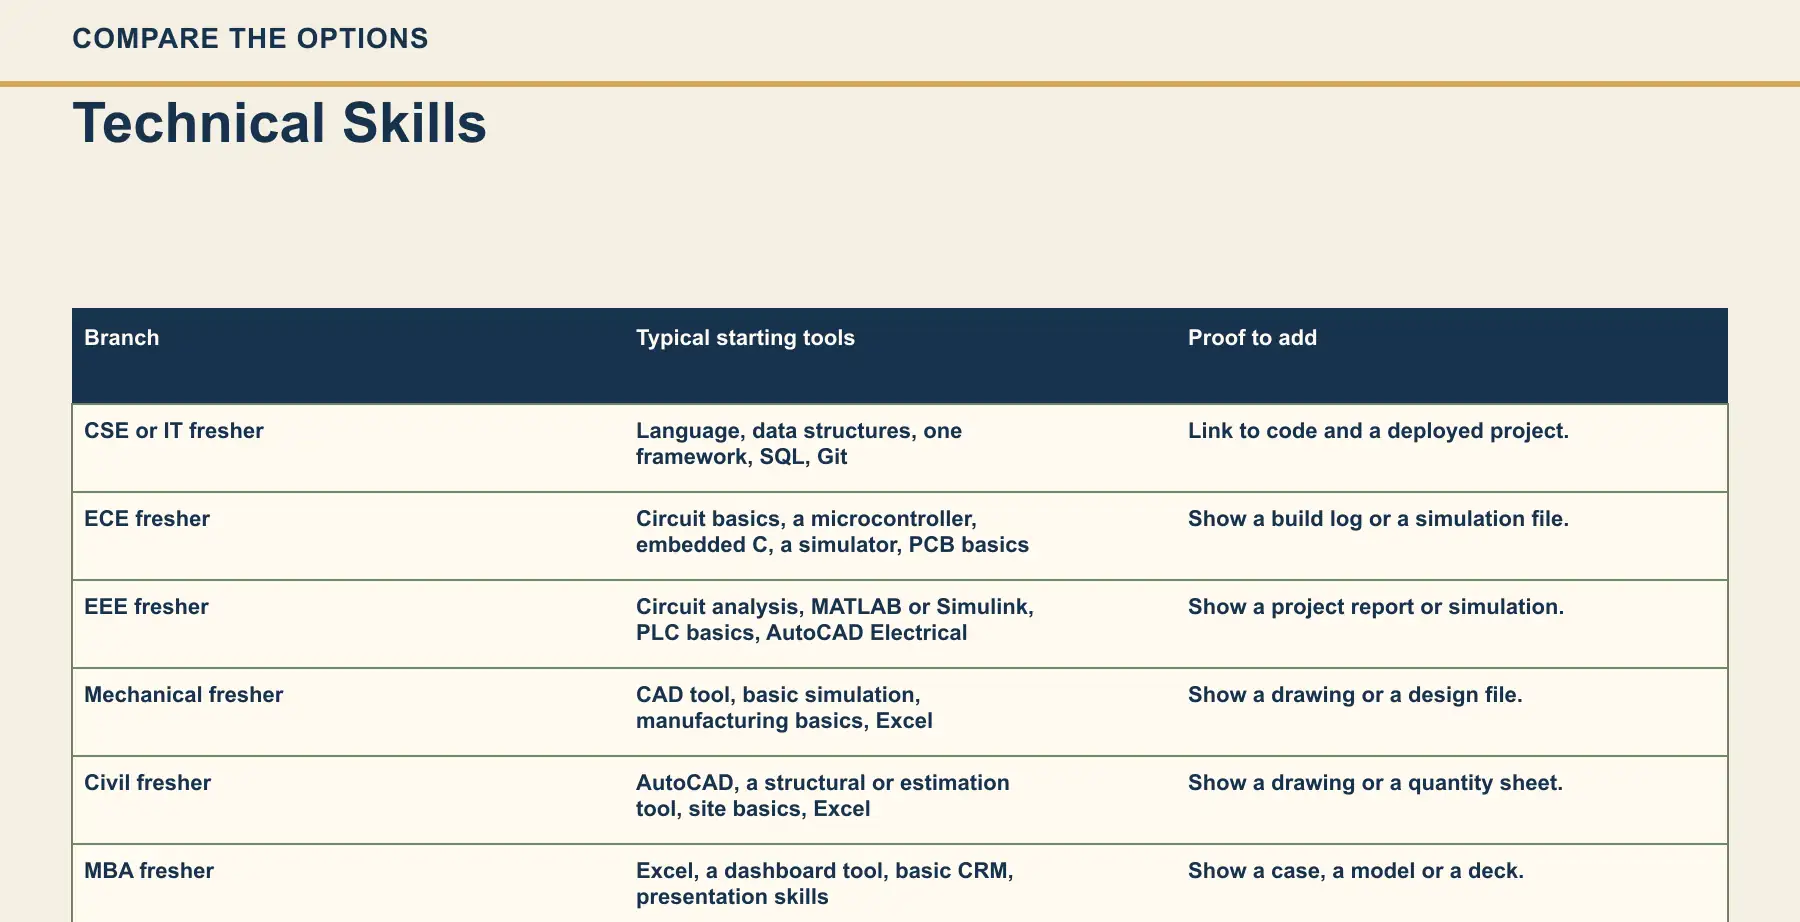 COMPARE THE OPTIONS
Technical Skills
Branch
Typical starting tools
Proof to add
CSE or IT fresher
Language, data structures, one
framework, SQL, Git
Link to code and a deployed project.
ECE fresher
Circuit basics, a microcontroller,
embedded C, a simulator, PCB basics
Show a build log or a simulation file.
EEE fresher
Circuit analysis, MATLAB or Simulink,
PLC basics, AutoCAD Electrical
Show a project report or simulation.
Mechanical fresher
CAD tool, basic simulation,
manufacturing basics, Excel
Show a drawing or a design file.
Civil fresher
AutoCAD, a structural or estimation
tool, site basics, Excel
Show a drawing or a quantity sheet.
MBA fresher
Excel, a dashboard tool, basic CRM,
presentation skills
Show a case, a model or a deck.